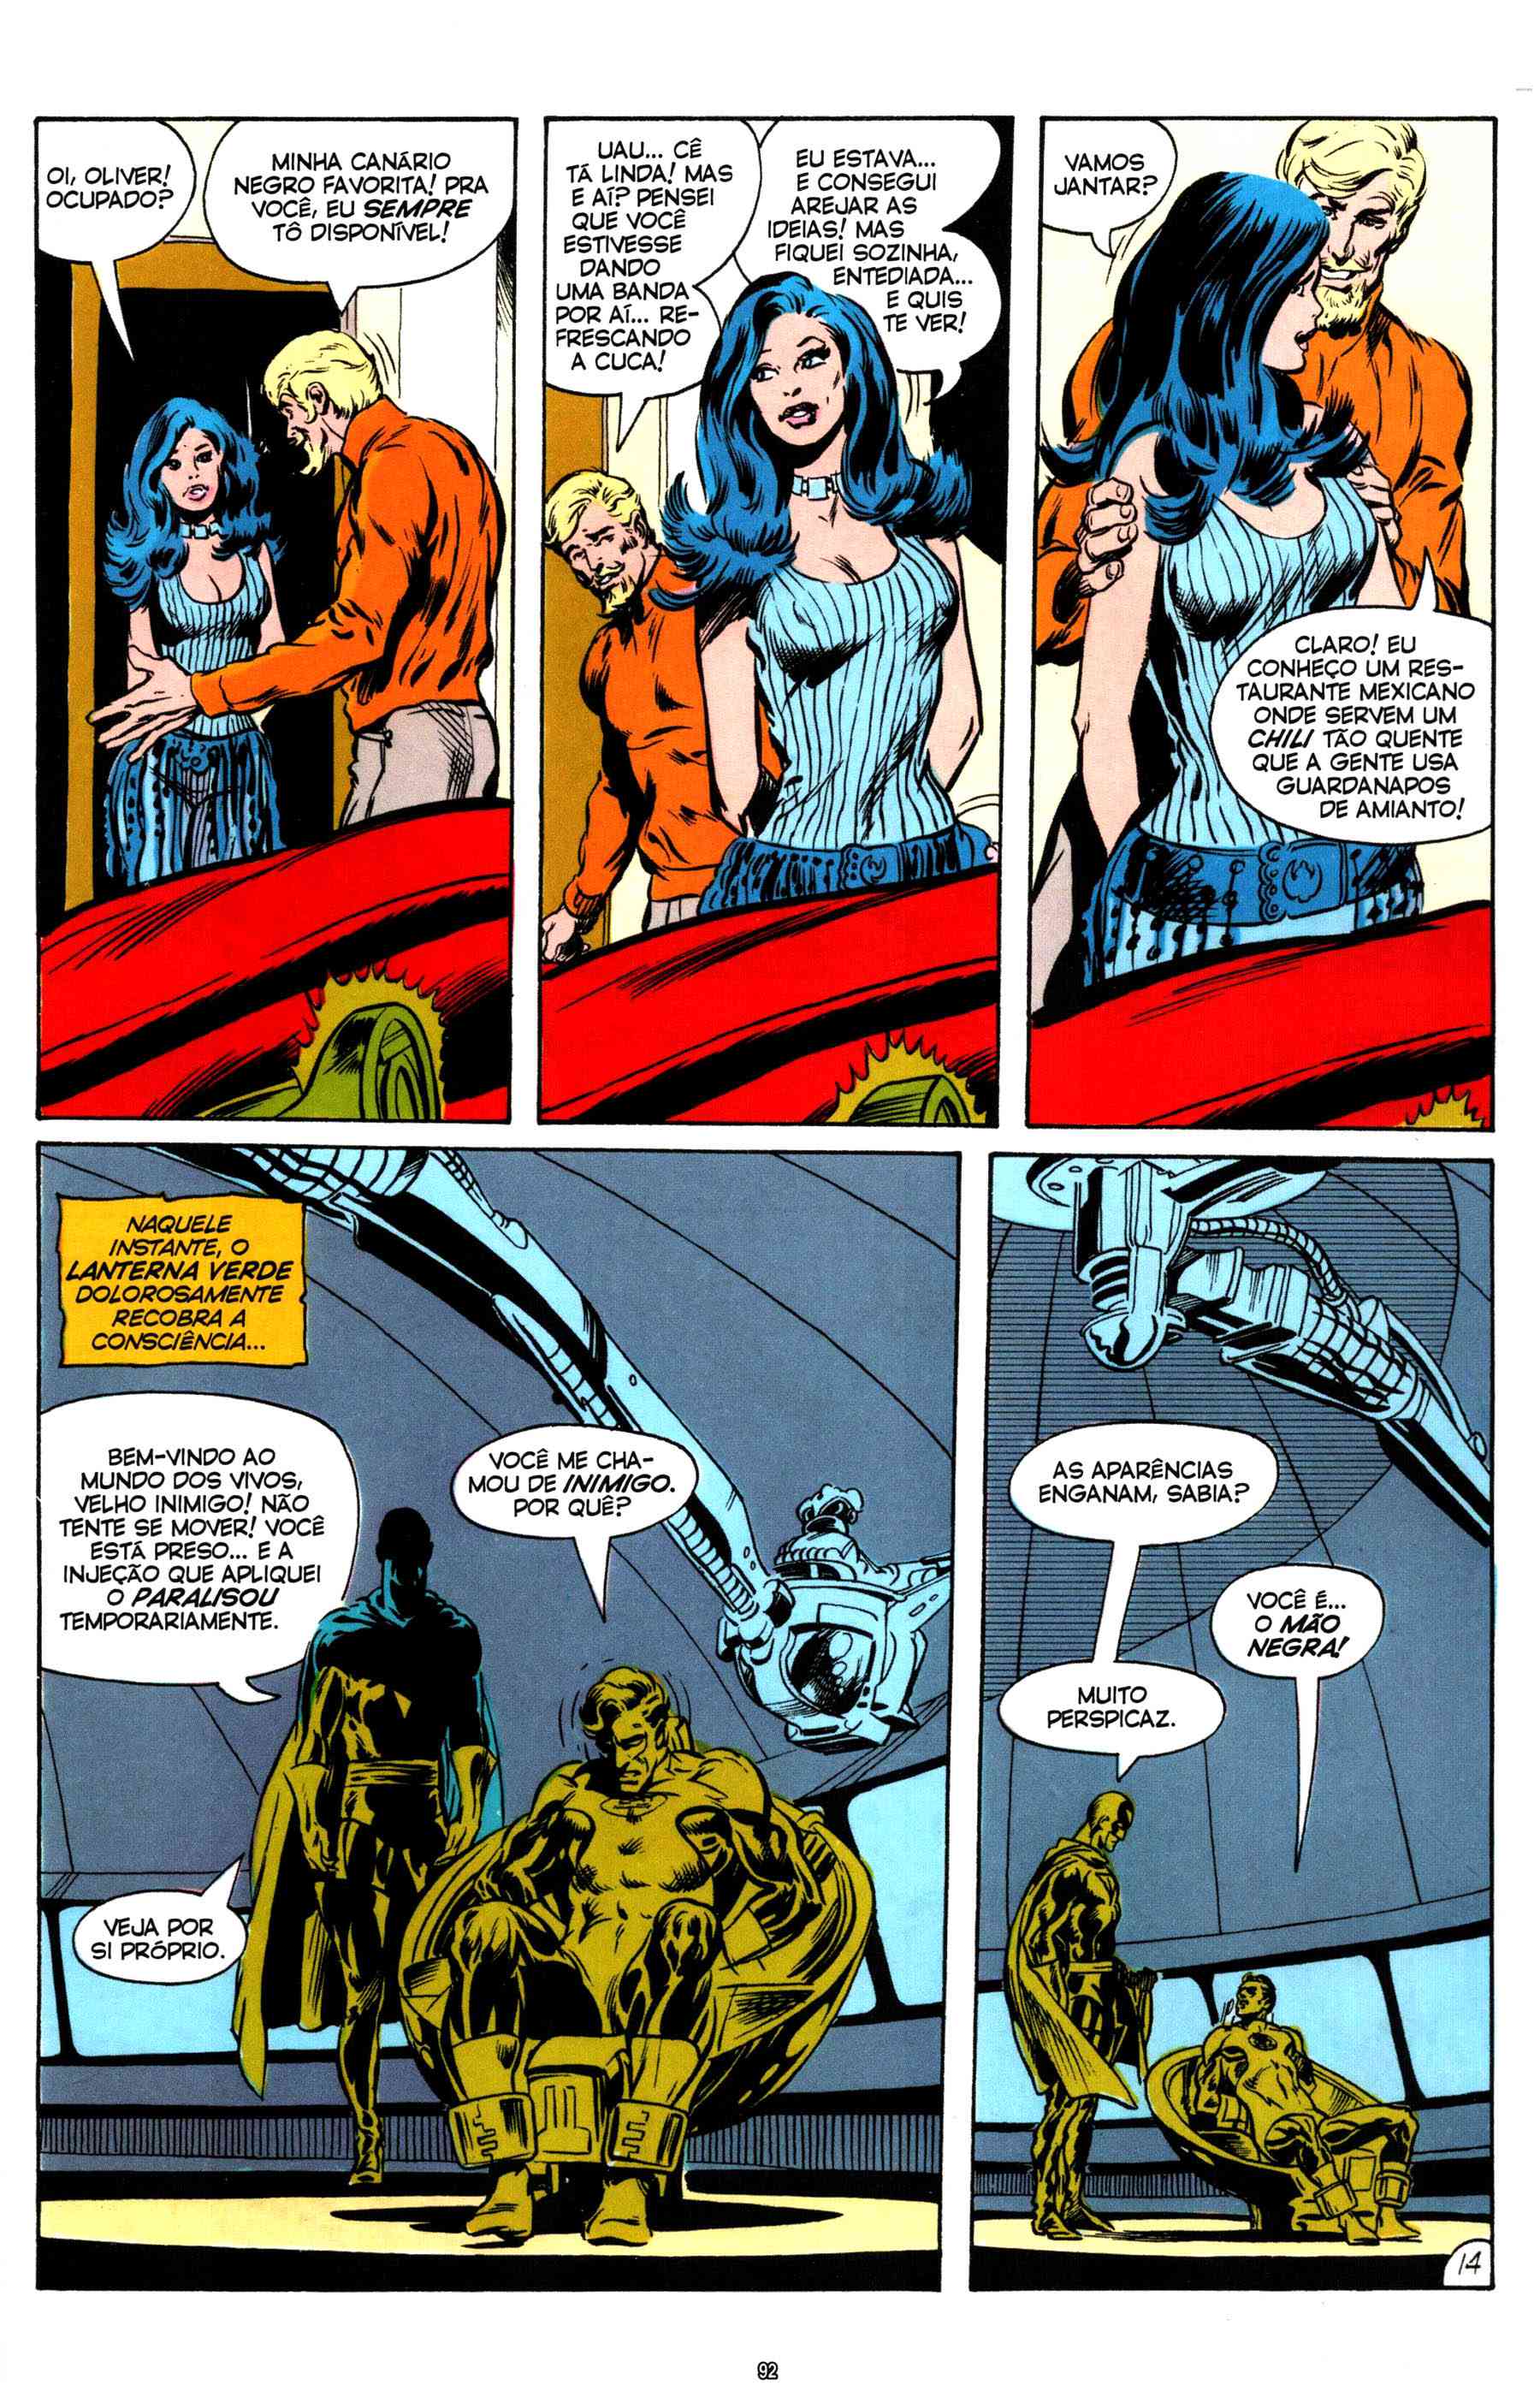 OI, OLIVER!
OCUPADO?
MINHA CANÁRIO
NEGRO FAVORITA! PRA
VOCÊ, EU SEMPRE
TÔ DISPONÍVEL!
UAU... CÊ
TÁ LINDA! MAS
E AÍ? PENSEI
QUE VOCÊ
ESTIVESSE
DANDO
UMA BANDA
POR AÍ... RE-
FRESCANDO
A CUCA!
EU ESTAVA...
E CONSEGUI
AREJAR AS
IDEIAS! MAS
FIQUEI SOZINHA,
ENTEDIADA...
E QUIS
TE VER!
VAMOS
JANTAR?
CLARO! EU
CONHEÇO UM RES-
TAURANTE MEXICANO
ONDE SERVEM UM
CHILI TÃO QUENTE
QUE A GENTE USA
GUARDANAPOS
DE AMIANTO!
NAQUELE
INSTANTE, O
LANTERNA VERDE
DOLOROSAMENTE
RECOBRA A
CONSCIÊNCIA...
BEM-VINDO AO
MUNDO DOS VIVOS,
VELHO INIMIGO! NÃO
TENTE SE MOVER! VOCÊ
ESTÁ PRESO... E A
INJEÇÃO QUE APLIQUEI
O PARALISOU
TEMPORARIAMENTE.
VOCÊ ME CHA-
MOU DE INIMIGO.
POR QUÊ?
VEJA POR
SI PRÓPRIO.
AS APARÊNCIAS
ENGANAM, SABIA?
VOCÊ É...
O MÃO
NEGRA!
MUITO
PERSPICAZ.
14
92